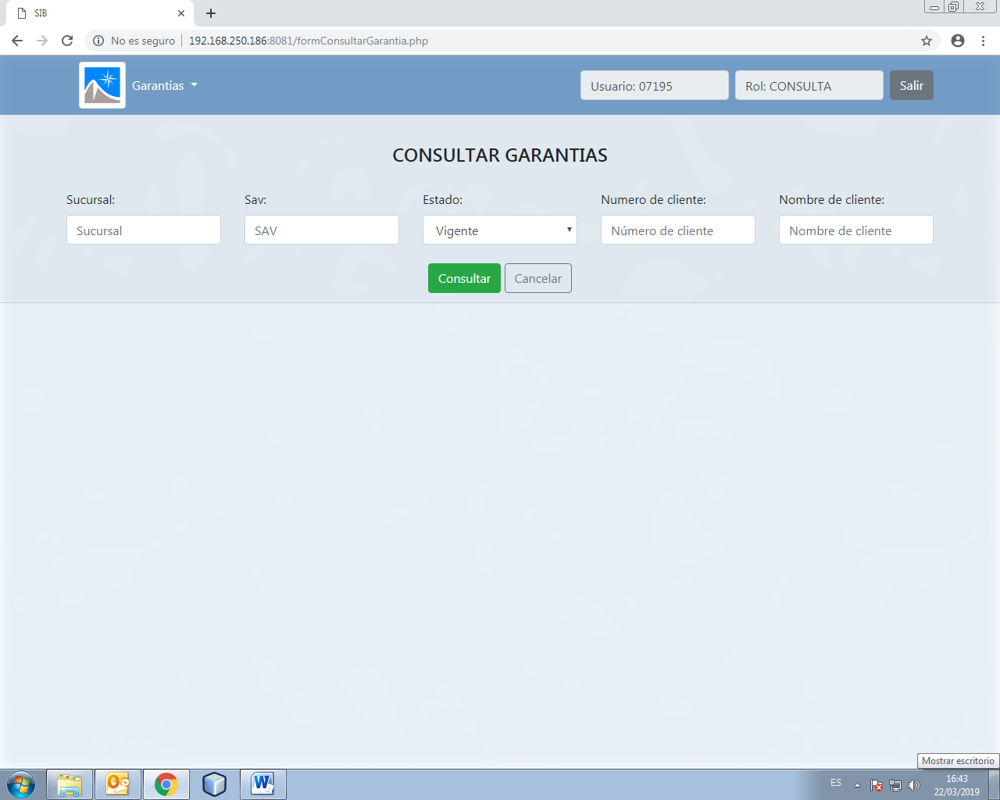 SIB
No es seguro 192.168.250.186:8081/formConsultarGarantia.php
Garantias Usuario: 07195 Rol: CONSULTA Salir
CONSULTAR GARANTIAS
Sucursal: Sav: Estado: Numero de cliente: Nombre de cliente:
Sucursal SAV Vigente Número de cliente Nombre de cliente
Consultar Cancelar
Mostrar escritorio
ES 16:43
22/03/2019